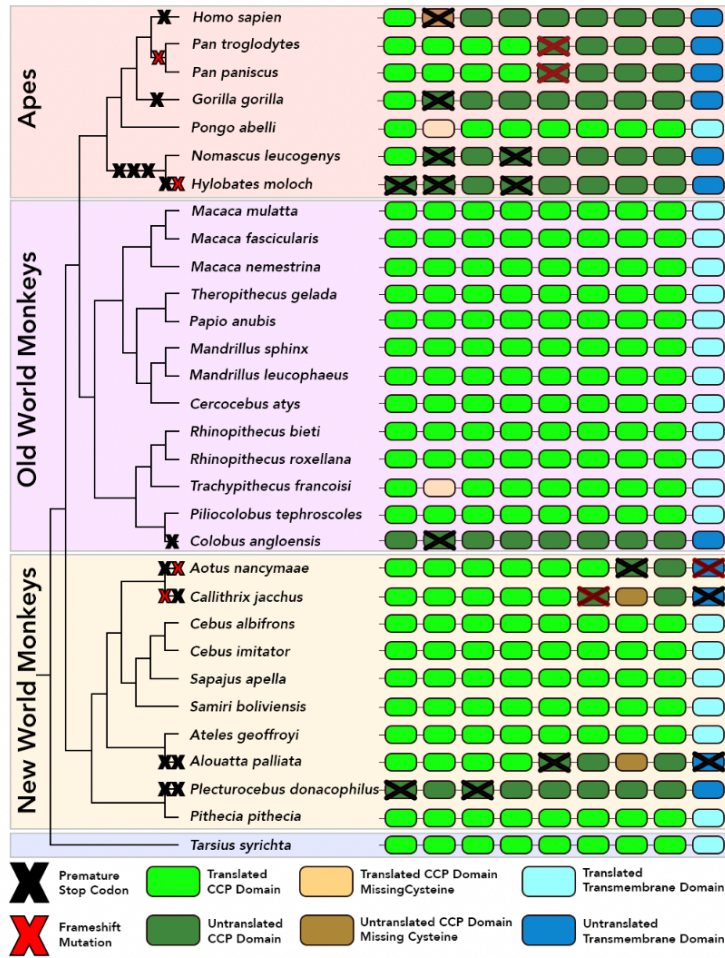 Apes
Homo sapien
Pan troglodytes
Pan paniscus
Gorilla gorilla
Pongo abelli
Nomascus leucogenys
Hylobates moloch
Old World Monkeys
Macaca mulatta
Macaca fascicularis
Macaca nemestrina
Theropithecus gelada
Papio anubis
Mandrillus sphinx
Mandrillus leucophaeus
Cercocebus atys
Rhinopithecus bieti
Rhinopithecus roxellana
Trachypithecus francoisi
Piliocolobus tephroscoles
Colobus angloensis
New World Monkeys
Aotus nancymaae
Callithrix jacchus
Cebus albifrons
Cebus imitator
Sapajus apella
Samiri boliviensis
Ateles geoffroyi
Alouatta palliata
Plecturocebus donacophilus
Pithecia pithecia
Tarsius syrichta
Premature
Stop Codon
Translated
CCP Domain
Translated CCP Domain
MissingCysteine
Translated
Transmembrane Domain
Frameshift
Mutation
Untranslated
CCP Domain
Untranslated CCP Domain
Missing Cysteine
Untranslated
Transmembrane Domain